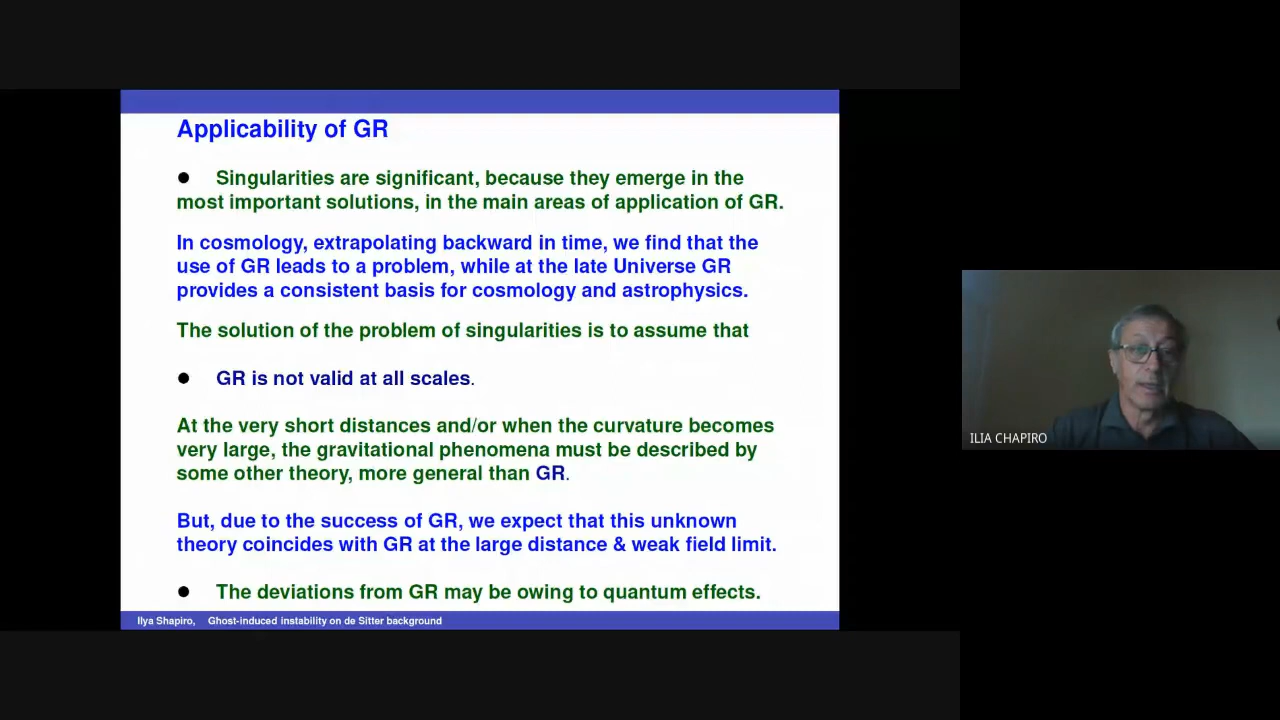 Applicability of GR
● Singularities are significant, because they emerge in the
most important solutions, in the main areas of application of GR.
In cosmology, extrapolating backward in time, we find that the
use of GR leads to a problem, while at the late Universe GR
provides a consistent basis for cosmology and astrophysics.
The solution of the problem of singularities is to assume that
● GR is not valid at all scales.
At the very short distances and/or when the curvature becomes
very large, the gravitational phenomena must be described by
some other theory, more general than GR.
But, due to the success of GR, we expect that this unknown
theory coincides with GR at the large distance & weak field limit.
● The deviations from GR may be owing to quantum effects.
Ilya Shapiro, Ghost-induced instability on de Sitter background
ILIA CHAPIRO